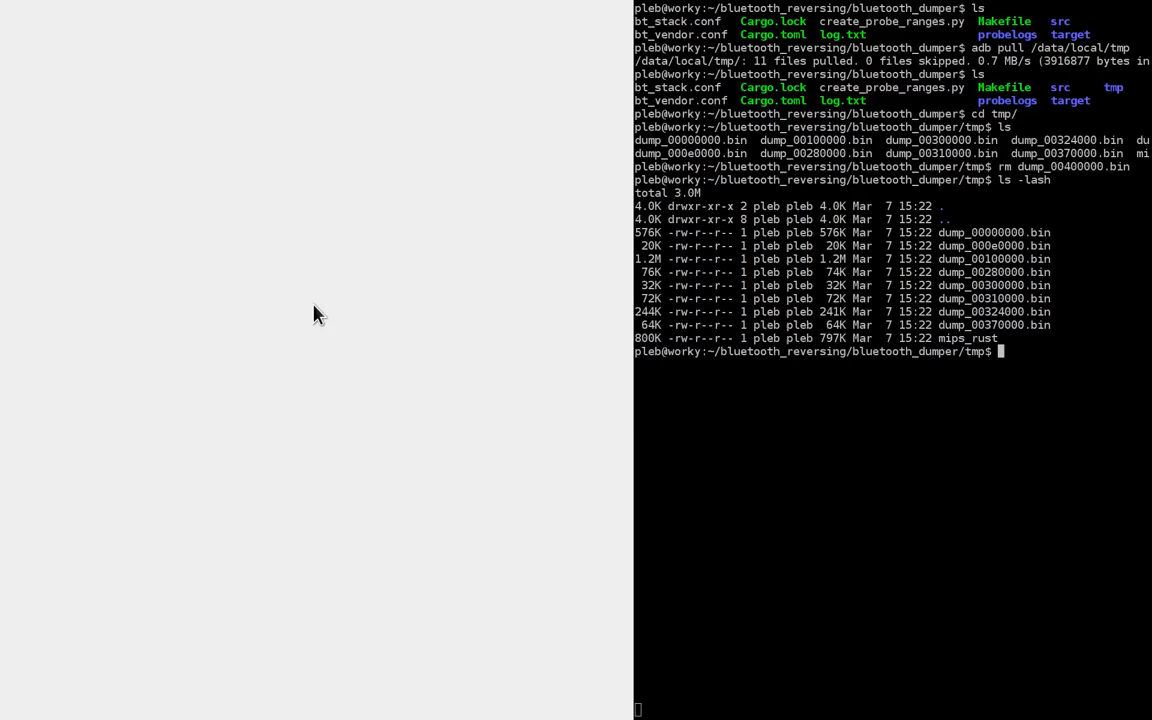 pleb@worky:~/bluetooth_reversing/bluetooth_dumper$ ls
bt_stack.conf   Cargo.lock  create_probe_ranges.py  Makefile   src
bt_vendor.conf  Cargo.toml  log.txt                 probelogs  target
pleb@worky:~/bluetooth_reversing/bluetooth_dumper$ adb pull /data/local/tmp
/data/local/tmp/: 11 files pulled. 0 files skipped. 0.7 MB/s (3916877 bytes in
pleb@worky:~/bluetooth_reversing/bluetooth_dumper$ ls
bt_stack.conf   Cargo.lock  create_probe_ranges.py  Makefile   src     tmp
bt_vendor.conf  Cargo.toml  log.txt                 probelogs  target
pleb@worky:~/bluetooth_reversing/bluetooth_dumper$ cd tmp/
pleb@worky:~/bluetooth_reversing/bluetooth_dumper/tmp$ ls
dump_00000000.bin  dump_00100000.bin  dump_00300000.bin  dump_00324000.bin  du
dump_000e0000.bin  dump_00280000.bin  dump_00310000.bin  dump_00370000.bin  mi
pleb@worky:~/bluetooth_reversing/bluetooth_dumper/tmp$ rm dump_00400000.bin
pleb@worky:~/bluetooth_reversing/bluetooth_dumper/tmp$ ls -lash
total 3.0M
4.0K drwxr-xr-x 2 pleb pleb 4.0K Mar  7 15:22 .
4.0K drwxr-xr-x 8 pleb pleb 4.0K Mar  7 15:22 ..
576K -rw-r--r-- 1 pleb pleb 576K Mar  7 15:22 dump_00000000.bin
 20K -rw-r--r-- 1 pleb pleb  20K Mar  7 15:22 dump_000e0000.bin
1.2M -rw-r--r-- 1 pleb pleb 1.2M Mar  7 15:22 dump_00100000.bin
 76K -rw-r--r-- 1 pleb pleb  74K Mar  7 15:22 dump_00280000.bin
 32K -rw-r--r-- 1 pleb pleb  32K Mar  7 15:22 dump_00300000.bin
 72K -rw-r--r-- 1 pleb pleb  72K Mar  7 15:22 dump_00310000.bin
244K -rw-r--r-- 1 pleb pleb 241K Mar  7 15:22 dump_00324000.bin
 64K -rw-r--r-- 1 pleb pleb  64K Mar  7 15:22 dump_00370000.bin
800K -rw-r--r-- 1 pleb pleb 797K Mar  7 15:22 mips_rust
pleb@worky:~/bluetooth_reversing/bluetooth_dumper/tmp$